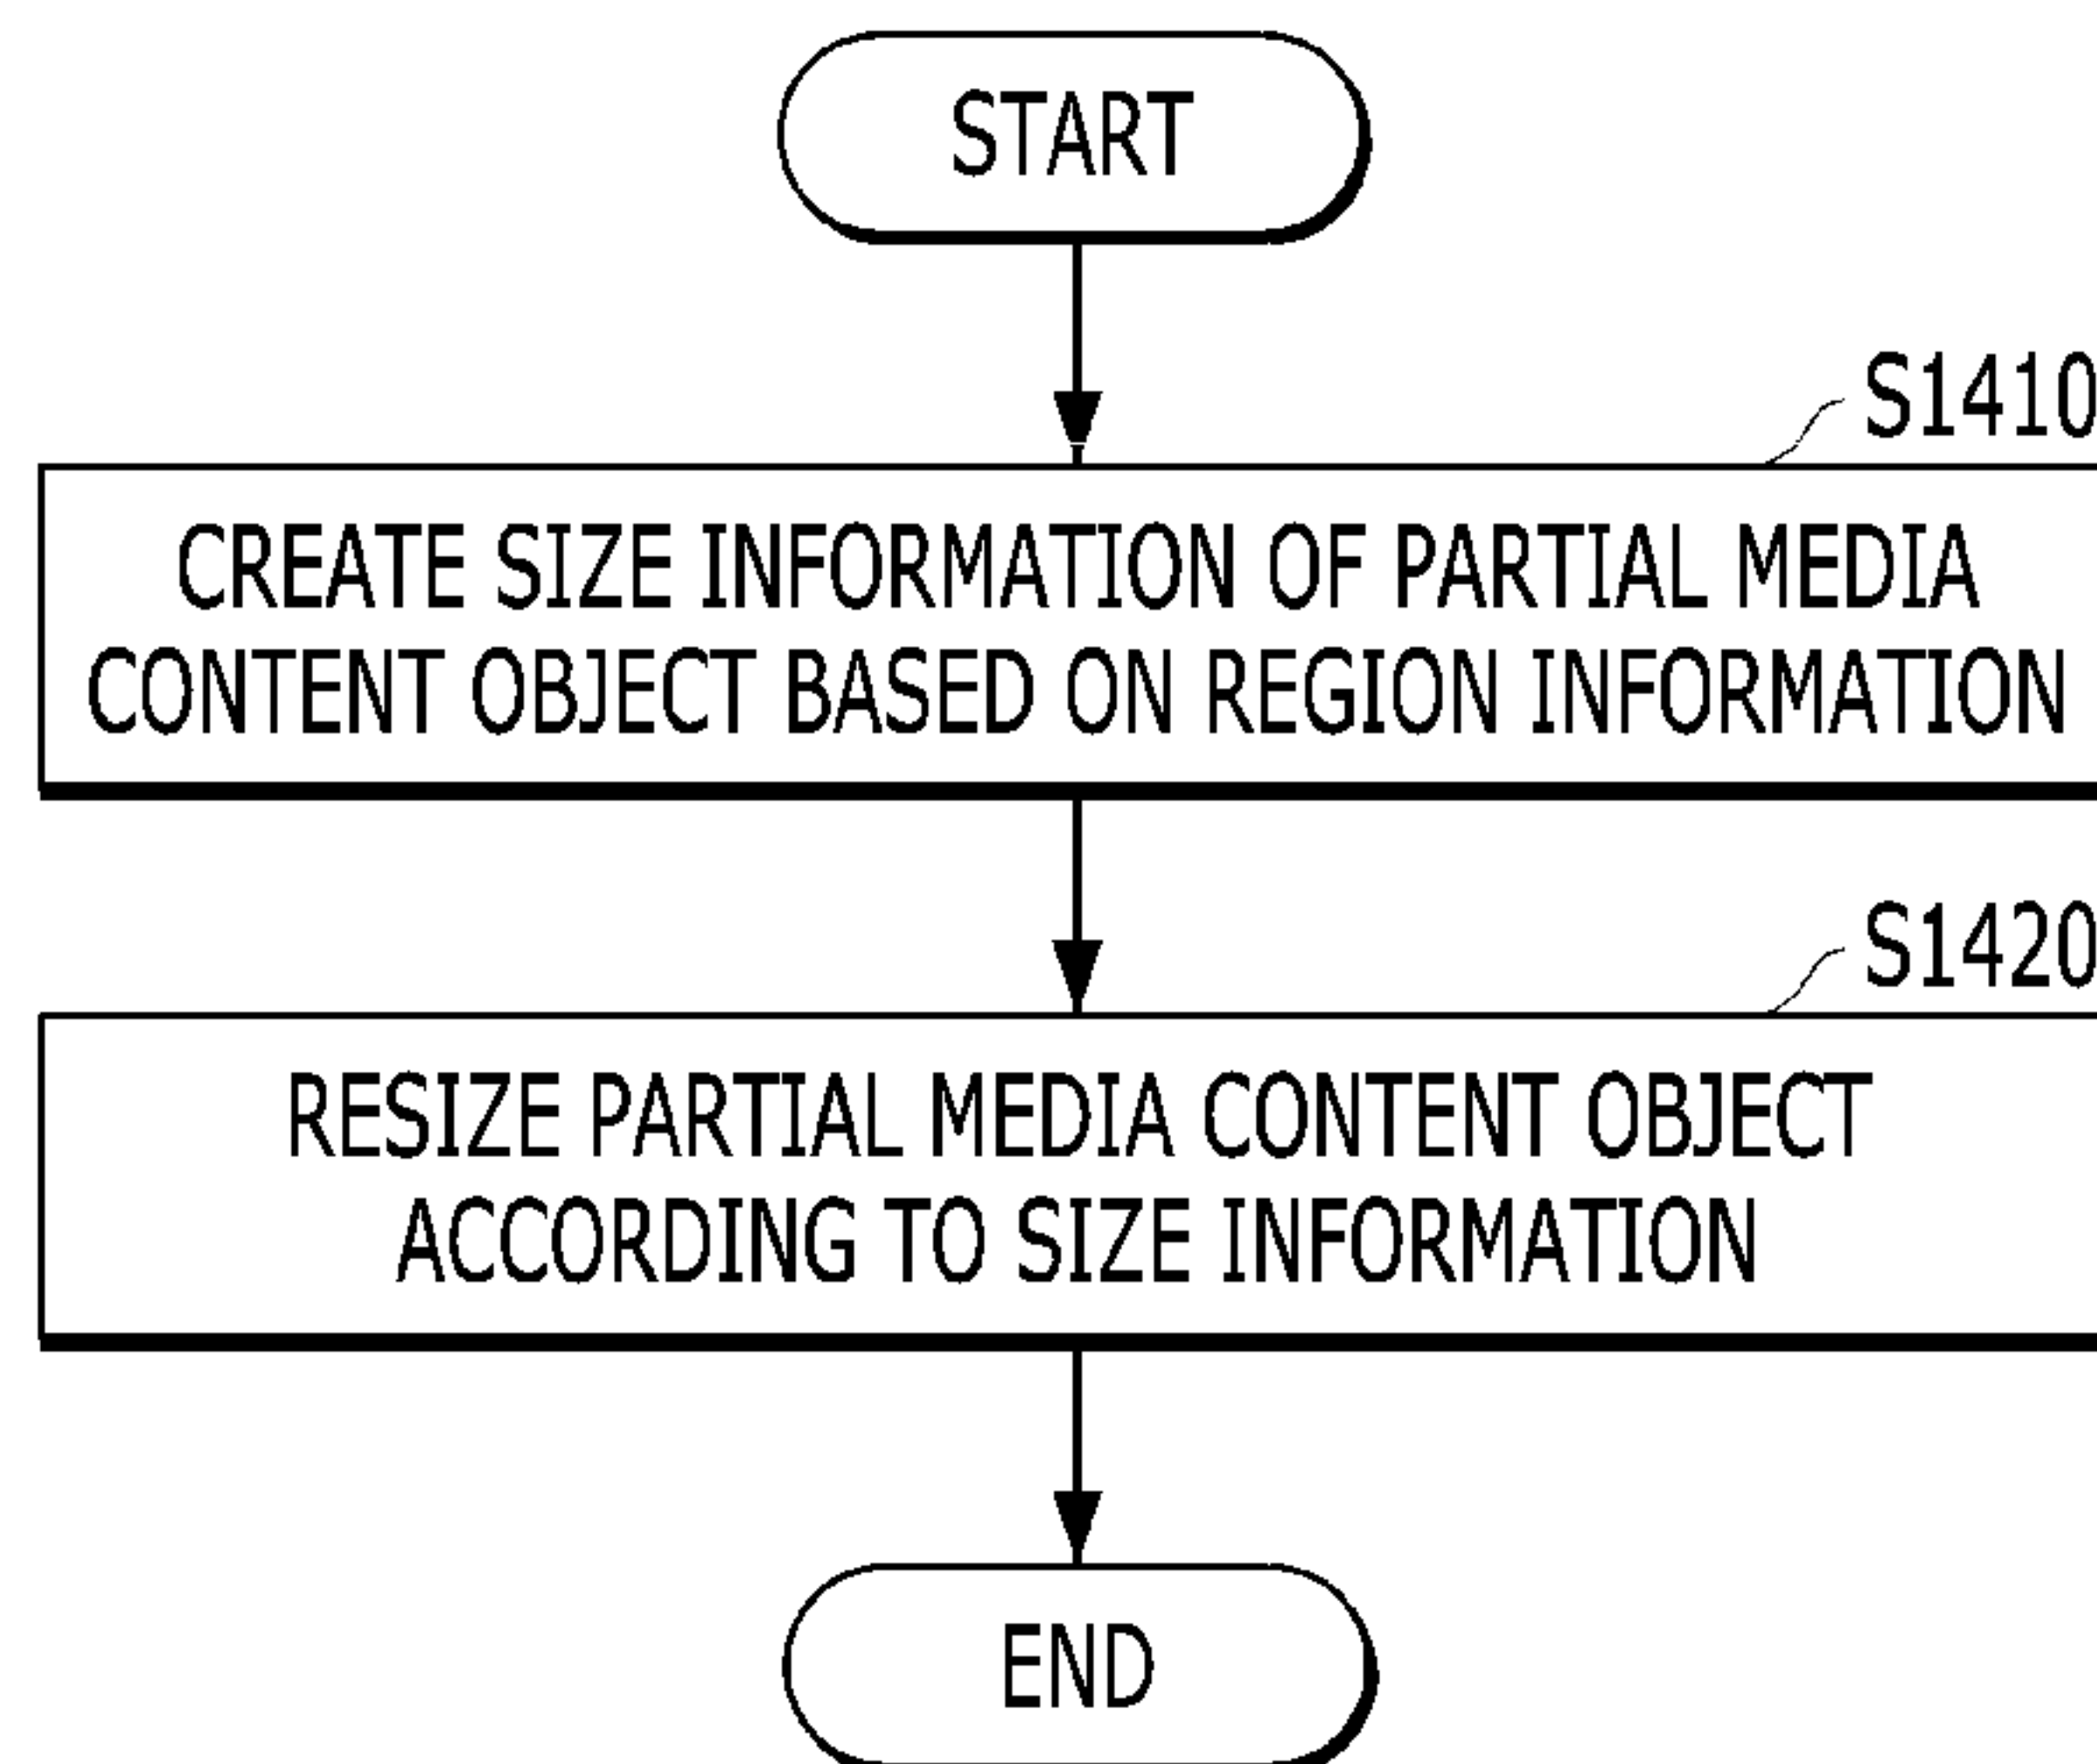 START
S1410
CREATE SIZE INFORMATION OF PARTIAL MEDIA
CONTENT OBJECT BASED ON REGION INFORMATION
S1420
RESIZE PARTIAL MEDIA CONTENT OBJECT
ACCORDING TO SIZE INFORMATION
END